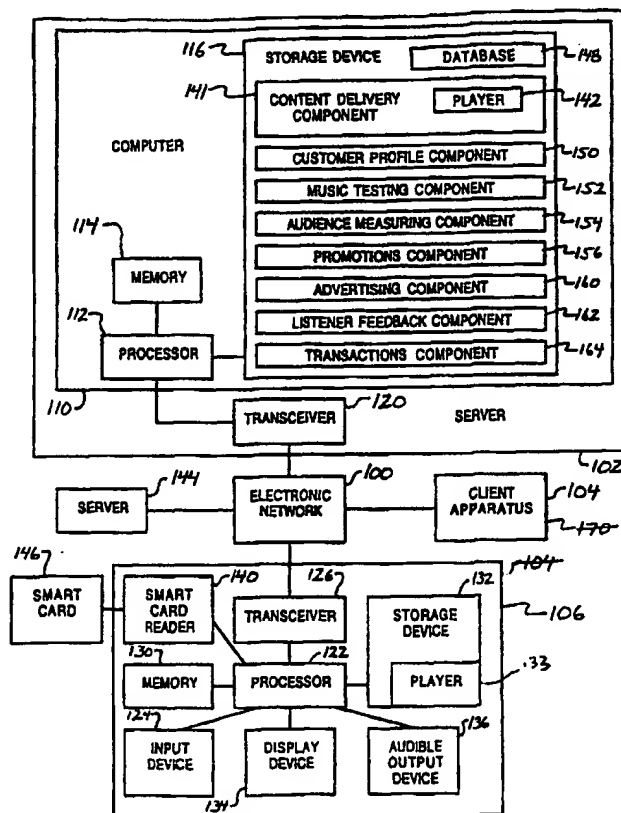 116
STORAGE DEVICE
DATABASE
148
141
CONTENT DELIVERY
COMPONENT
PLAYER
142
COMPUTER
CUSTOMER PROFILE COMPONENT
150
MUSIC TESTING COMPONENT
152
AUDIENCE MEASURING COMPONENT
154
114
PROMOTIONS COMPONENT
156
MEMORY
ADVERTISING COMPONENT
160
112
LISTENER FEEDBACK COMPONENT
162
PROCESSOR
TRANSACTIONS COMPONENT
164
110
120
TRANSCEIVER
SERVER
102
144
100
SERVER
ELECTRONIC
NETWORK
CLIENT
APPARATUS
104
170
146
140
126
132
104
SMART
CARD
SMART
CARD
READER
TRANSCEIVER
STORAGE
DEVICE
106
130
122
MEMORY
PROCESSOR
PLAYER
133
124
136
INPUT
DEVICE
DISPLAY
DEVICE
AUDIBLE
OUTPUT
DEVICE
134